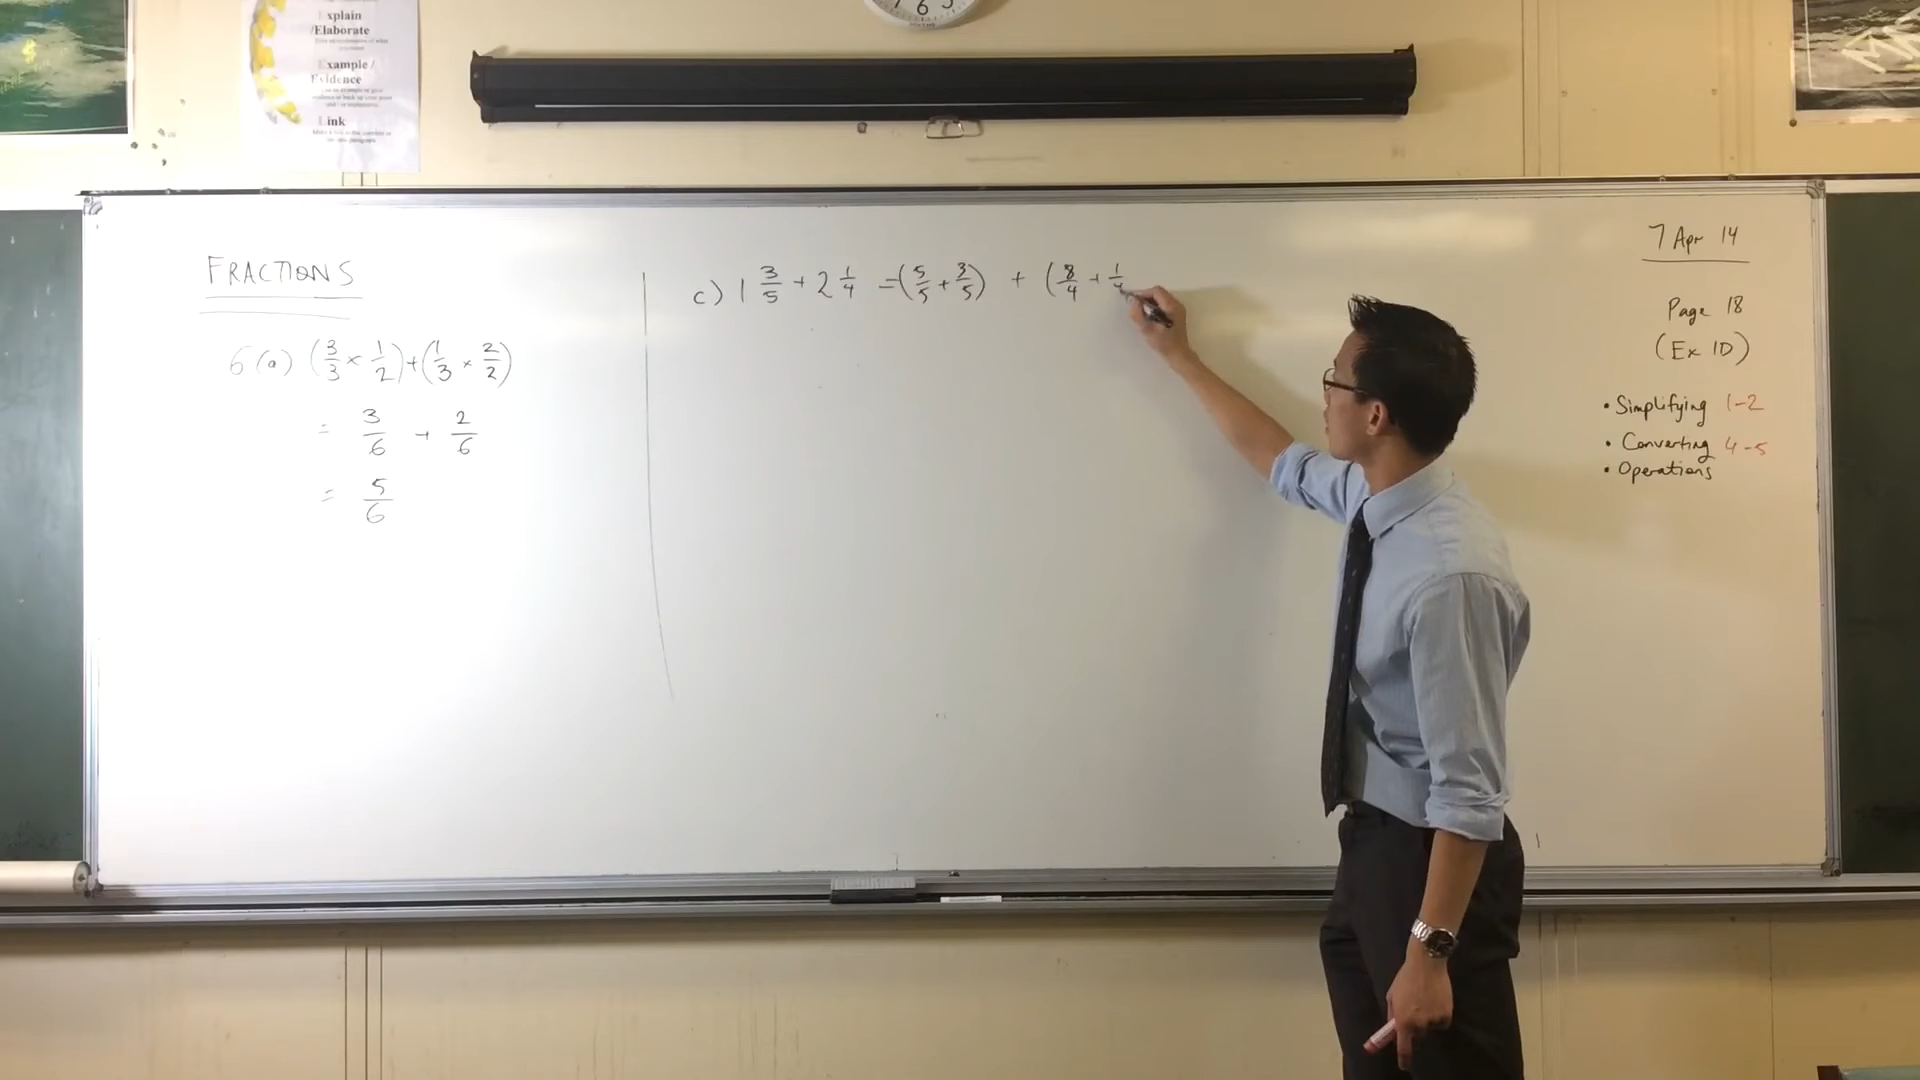 Explain
/Elaborate
Example /
Evidence
Link
6
FRACTIONS
6 (a) (3/3 × 1/2) + (1/3 × 2/2)
= 3/6 + 2/6
= 5/6
c) 1 3/5 + 2 1/4 = (5/5 + 3/5) + (8/4 + 1/4
7 Apr 14
Page 18
(Ex 1D)
• Simplifying 1-2
• Converting 4-5
• Operations